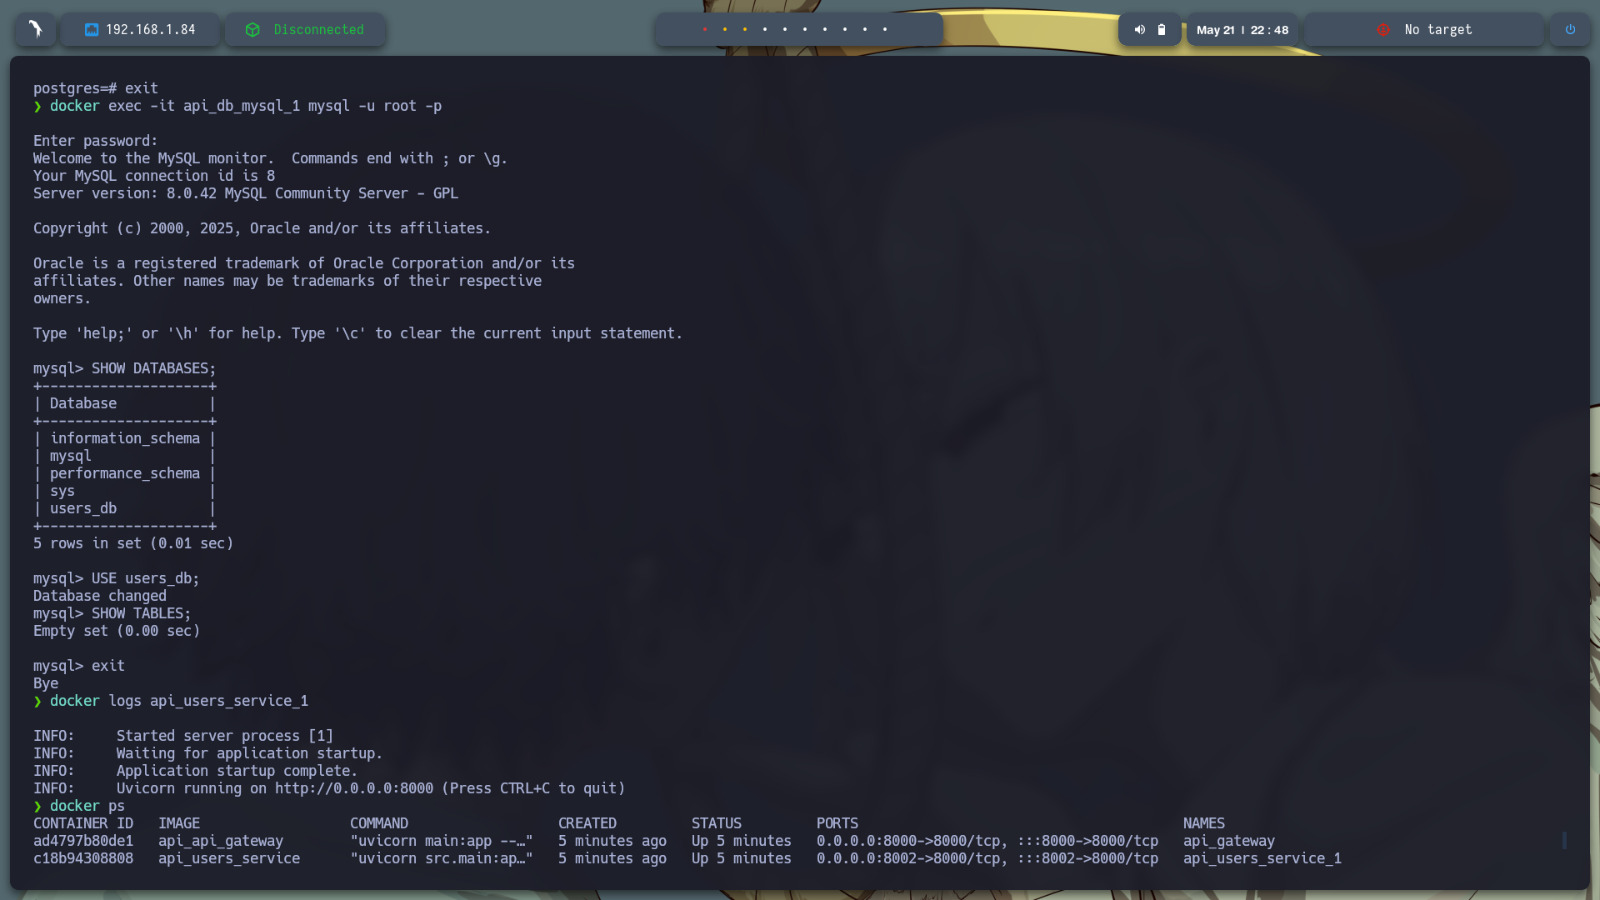 192.168.1.84
Disconnected
May 21 | 22 : 48
No target
postgres=# exit
❯ docker exec -it api_db_mysql_1 mysql -u root -p
Enter password:
Welcome to the MySQL monitor.  Commands end with ; or \g.
Your MySQL connection id is 8
Server version: 8.0.42 MySQL Community Server - GPL
Copyright (c) 2000, 2025, Oracle and/or its affiliates.
Oracle is a registered trademark of Oracle Corporation and/or its
affiliates. Other names may be trademarks of their respective
owners.
Type 'help;' or '\h' for help. Type '\c' to clear the current input statement.
mysql> SHOW DATABASES;
+--------------------+
| Database           |
+--------------------+
| information_schema |
| mysql              |
| performance_schema |
| sys                |
| users_db           |
+--------------------+
5 rows in set (0.01 sec)
mysql> USE users_db;
Database changed
mysql> SHOW TABLES;
Empty set (0.00 sec)
mysql> exit
Bye
❯ docker logs api_users_service_1
INFO:     Started server process [1]
INFO:     Waiting for application startup.
INFO:     Application startup complete.
INFO:     Uvicorn running on http://0.0.0.0:8000 (Press CTRL+C to quit)
❯ docker ps
CONTAINER ID   IMAGE                  COMMAND                  CREATED         STATUS         PORTS                                       NAMES
ad4797b80de1   api_api_gateway        "uvicorn main:app --…"   5 minutes ago   Up 5 minutes   0.0.0.0:8000->8000/tcp, :::8000->8000/tcp   api_gateway
c18b94308808   api_users_service      "uvicorn src.main:ap…"   5 minutes ago   Up 5 minutes   0.0.0.0:8002->8000/tcp, :::8002->8000/tcp   api_users_service_1